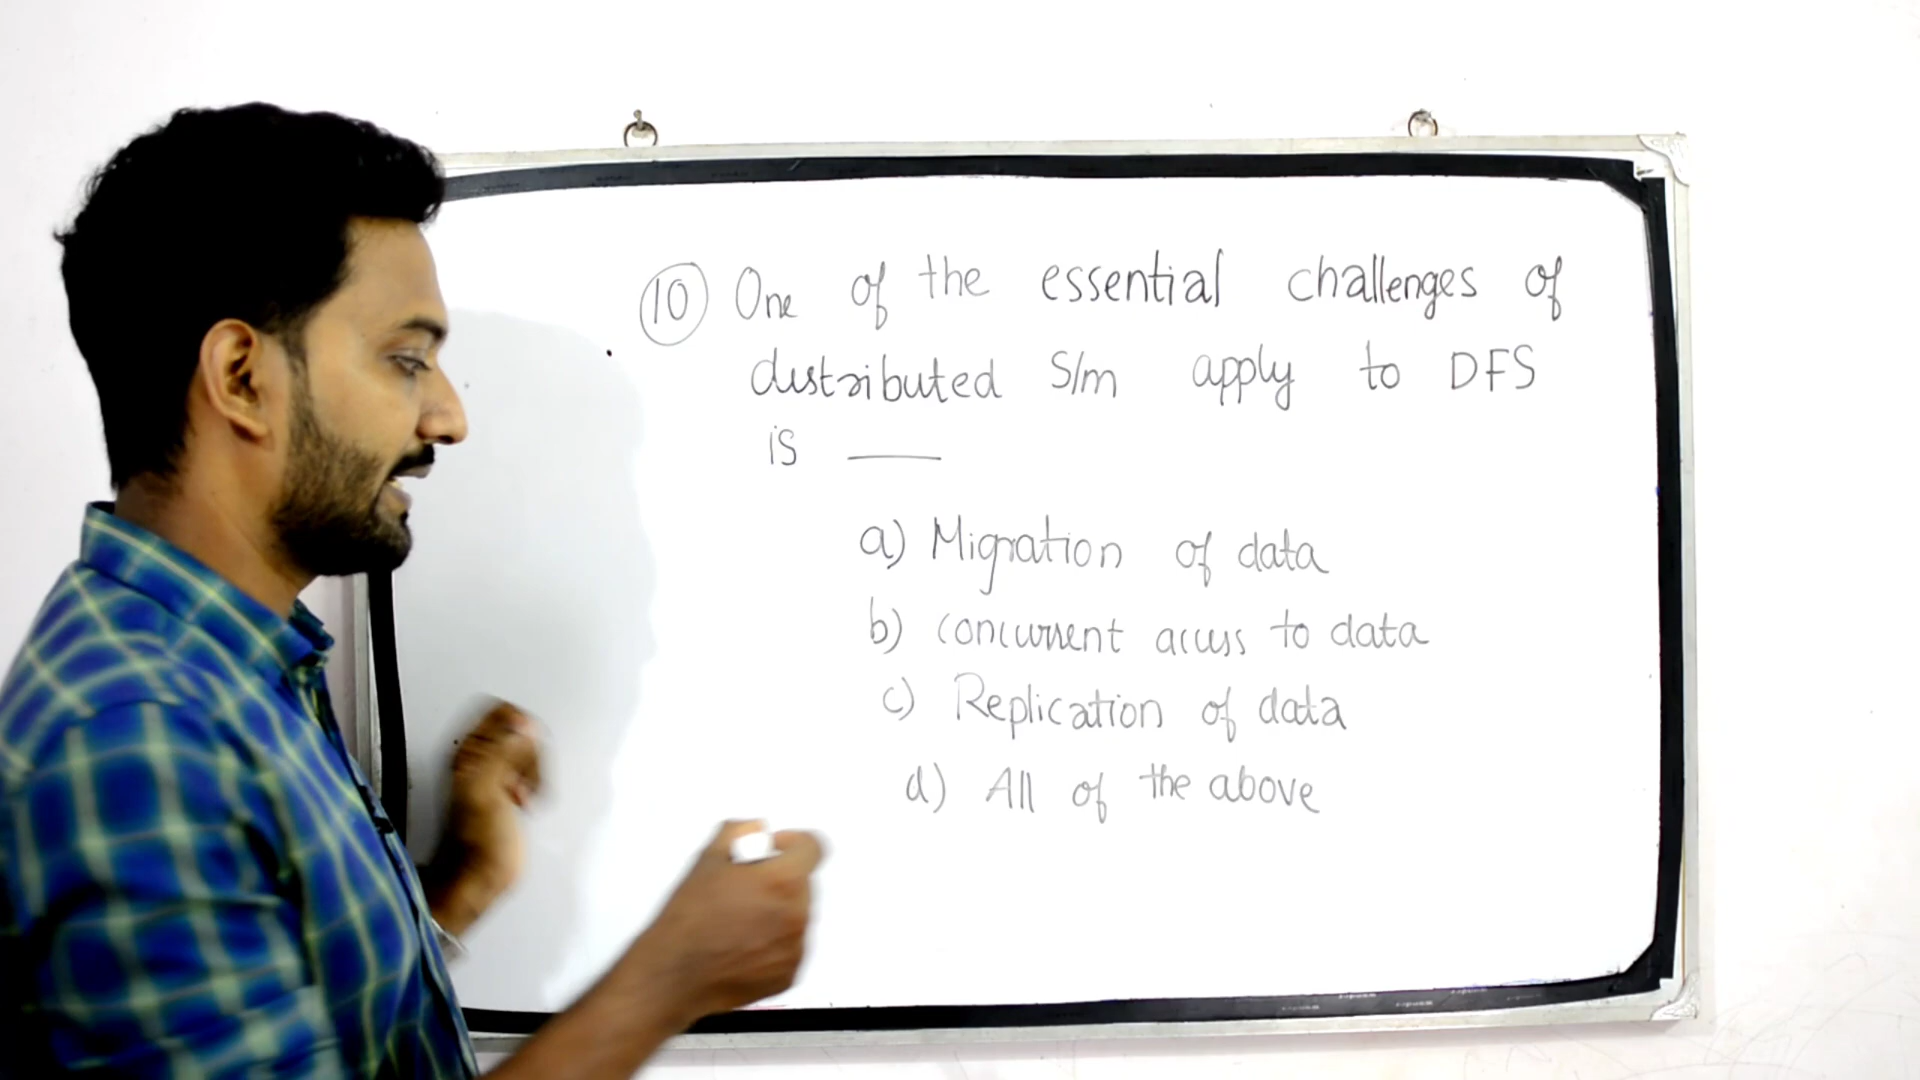 10 One of the essential challenges of
distributed S/m apply to DFS
is
a) Migration of data
b) concurrent access to data
c) Replication of data
d) All of the above